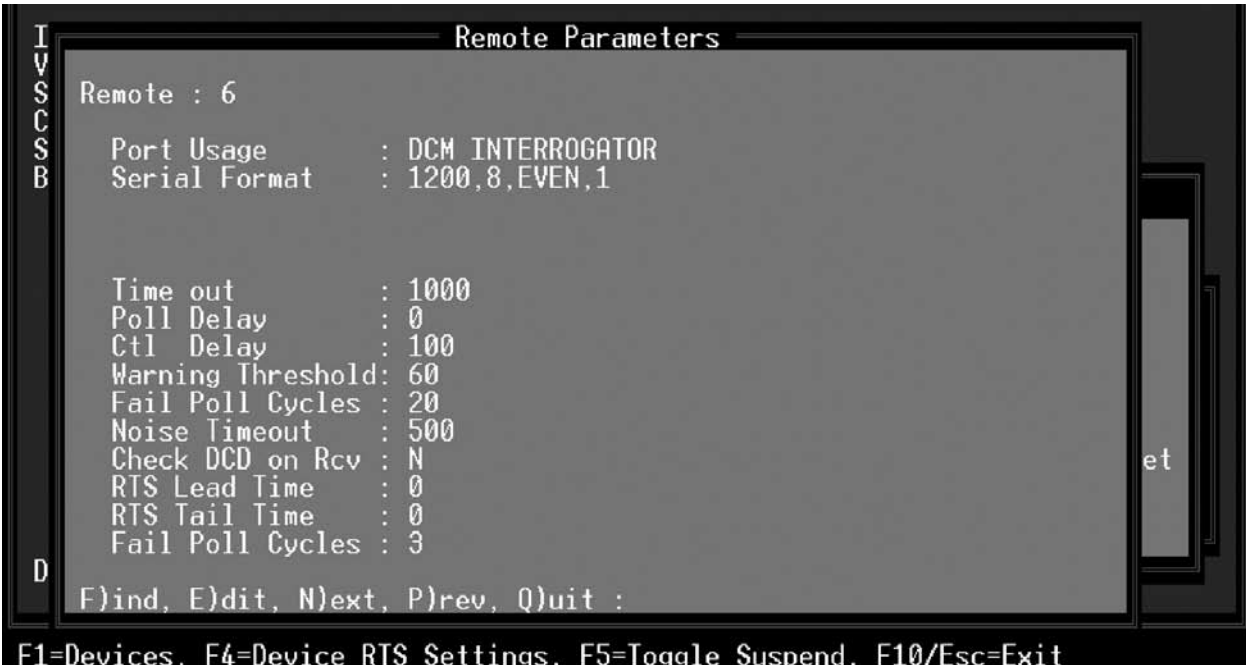 Remote Parameters
I
V
S
C
S
B
Remote : 6
Port Usage : DCM INTERROGATOR
Serial Format : 1200,8,EVEN,1
Time out : 1000
Poll Delay : 0
Ctl Delay : 100
Warning Threshold: 60
Fail Poll Cycles : 20
Noise Timeout : 500
Check DCD on Rcv : N
et
RTS Lead Time : 0
RTS Tail Time : 0
Fail Poll Cycles : 3
D
F)ind, E)dit, N)ext, P)rev, Q)uit :
F1=Devices, F4=Device RTS Settings, F5=Toggle Suspend, F10/Esc=Exit